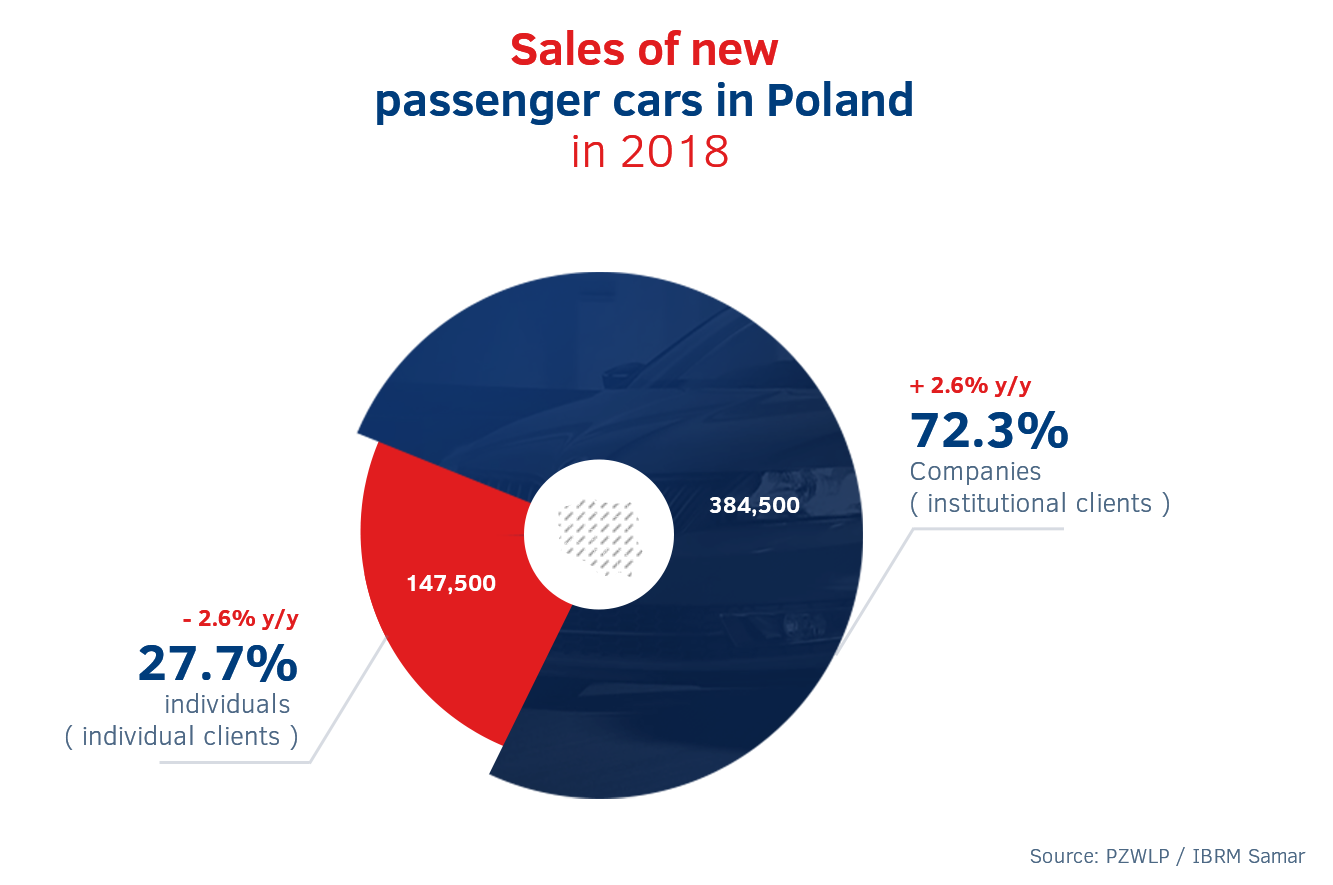 Sales of new
passenger cars in Poland
in 2018
+ 2.6% y/y
72.3%
Companies
( institutional clients )
384,500
147,500
- 2.6% y/y
27.7%
individuals
( individual clients )
Source: PZWLP / IBRM Samar